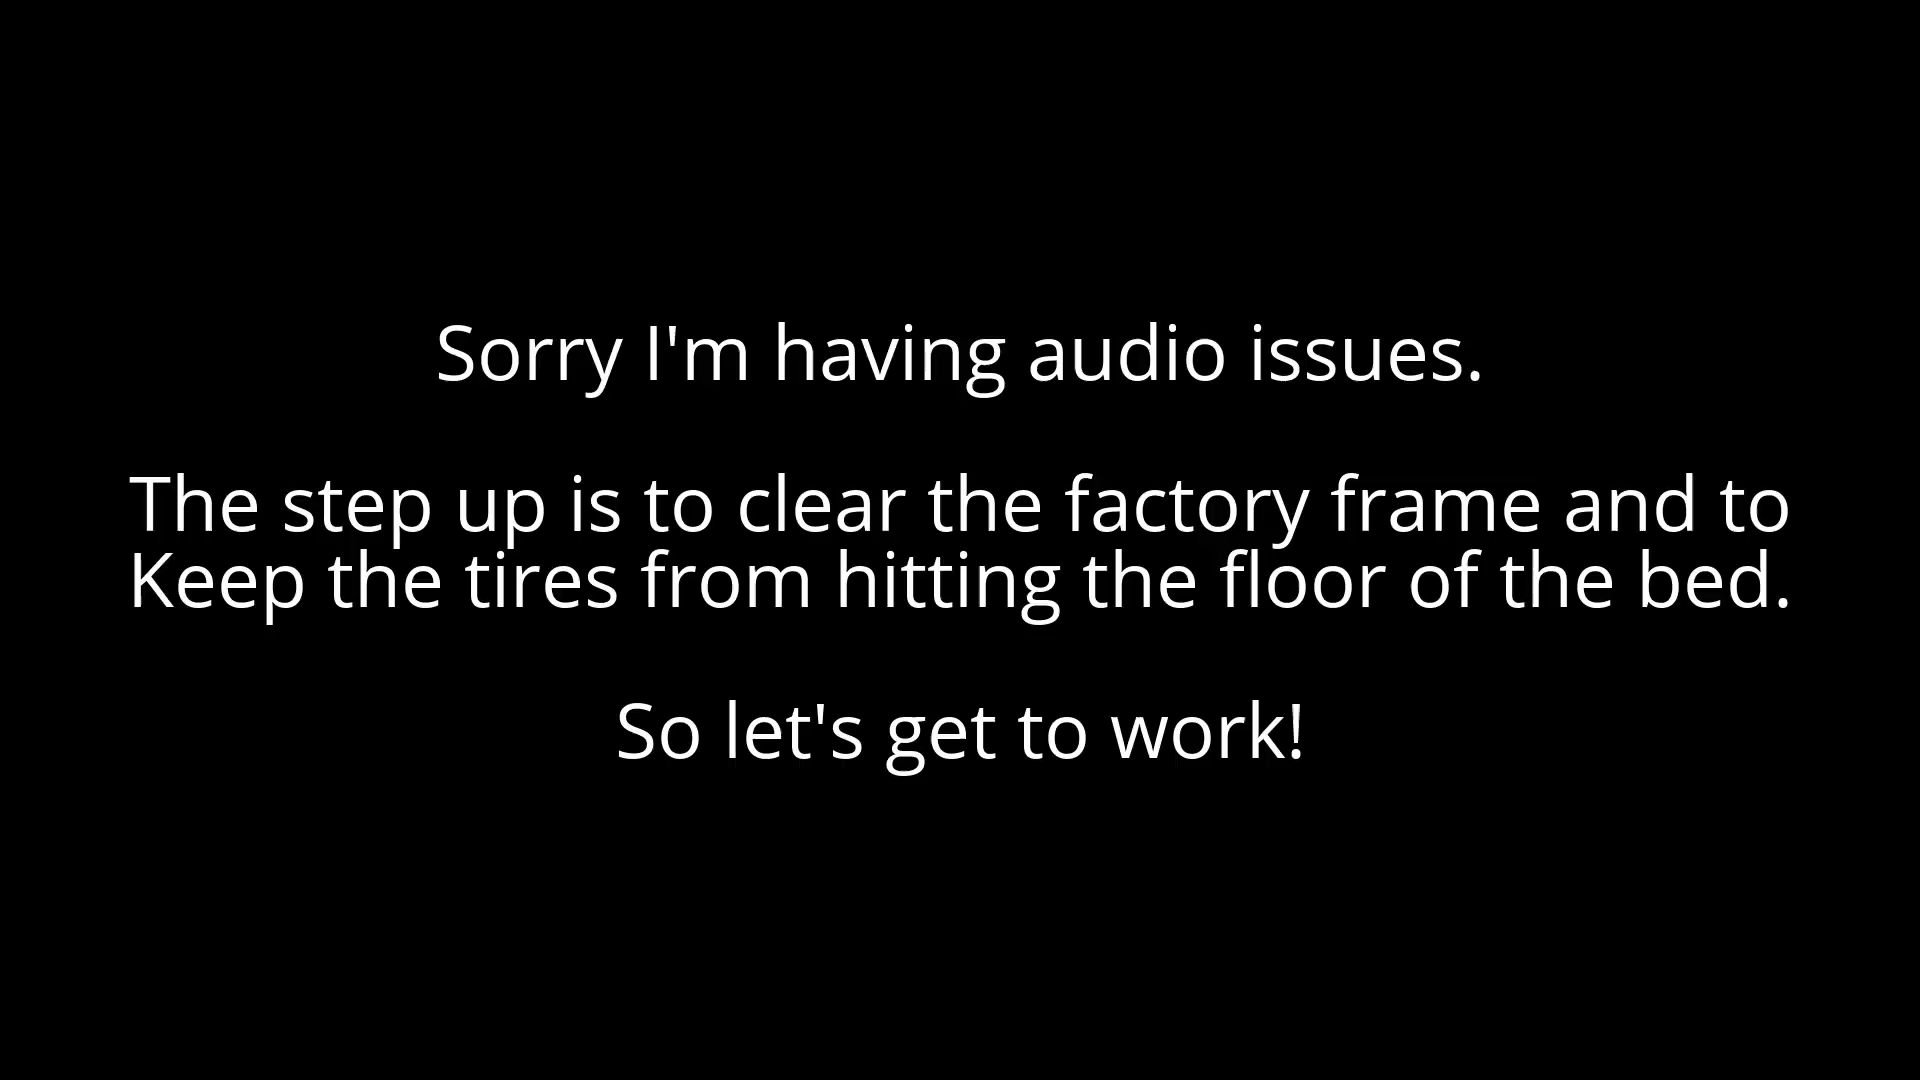 Sorry I'm having audio issues.
The step up is to clear the factory frame and to
Keep the tires from hitting the floor of the bed.
So let's get to work!